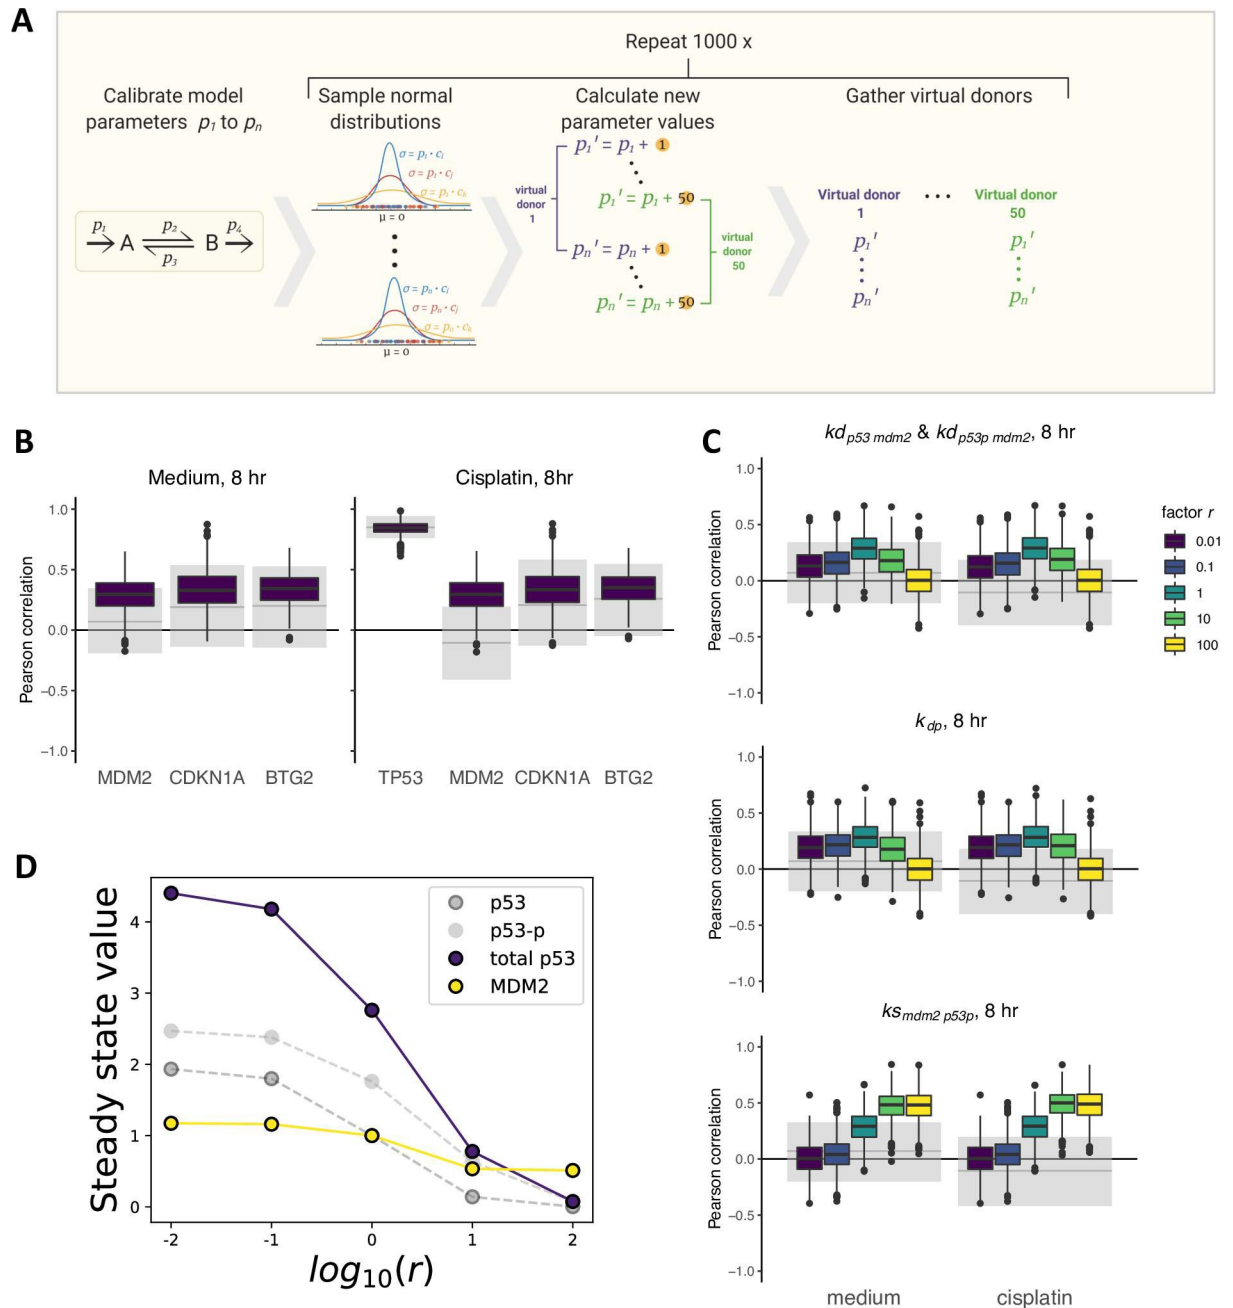 A
Repeat 1000 x
Calibrate model
parameters p₁ to pₙ
Sample normal
distributions
Calculate new
parameter values
Gather virtual donors
p₁
A
p₂
p₃
B
p₄
σ = p₁ · cᵢ
σ = p₁ · cⱼ
σ = p₁ · cₖ
μ = 0
σ = pₙ · cᵢ
σ = pₙ · cⱼ
σ = pₙ · cₖ
μ = 0
virtual
donor
1
p₁' = p₁ + 1
p₁' = p₁ + 50
pₙ' = pₙ + 1
pₙ' = pₙ + 50
virtual
donor
50
Virtual donor
1
p₁'
pₙ'
Virtual donor
50
p₁'
pₙ'
B
Medium, 8 hr
Cisplatin, 8hr
Pearson correlation
1.0
0.5
0.0
−0.5
−1.0
MDM2 CDKN1A BTG2
TP53 MDM2 CDKN1A BTG2
C
kd p53 mdm2 & kd p53p mdm2, 8 hr
Pearson correlation
1.0
0.5
0.0
−0.5
−1.0
factor r
0.01
0.1
1
10
100
k dp, 8 hr
Pearson correlation
1.0
0.5
0.0
−0.5
−1.0
ks mdm2 p53p, 8 hr
Pearson correlation
1.0
0.5
0.0
−0.5
−1.0
medium cisplatin
D
Steady state value
4
3
2
1
0
p53
p53-p
total p53
MDM2
-2 -1 0 1 2
log₁₀(r)